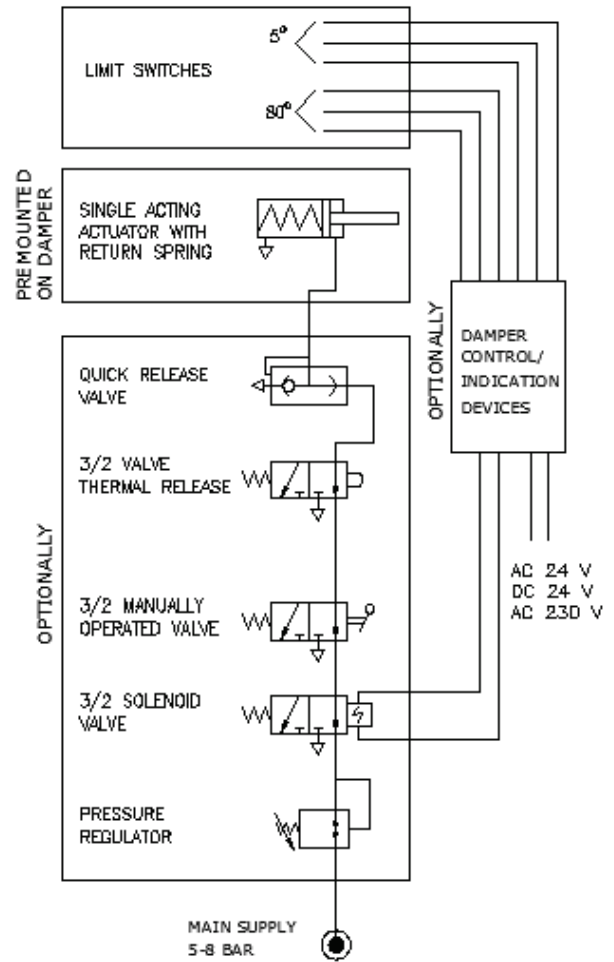 LIMIT SWITCHES
5°
80°
PREMOUNTED
ON DAMPER
SINGLE ACTING
ACTUATOR WITH
RETURN SPRING
OPTIONALLY
DAMPER
CONTROL/
INDICATION
DEVICES
AC 24 V
DC 24 V
AC 230 V
OPTIONALLY
QUICK RELEASE
VALVE
3/2 VALVE
THERMAL RELEASE
3/2 MANUALLY
OPERATED VALVE
3/2 SOLENOID
VALVE
PRESSURE
REGULATOR
MAIN SUPPLY
5-8 BAR